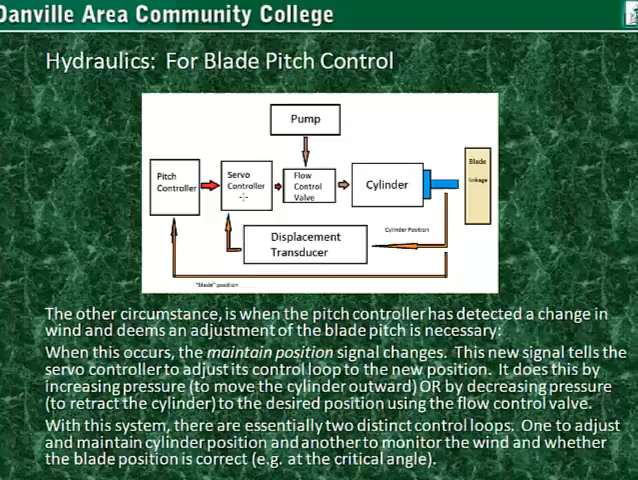 Danville Area Community College
Hydraulics:  For Blade Pitch Control
Pump
Pitch
Controller
Servo
Controller
Flow
Control
Valve
Cylinder
Blade
linkage
Displacement
Transducer
Cylinder Position
"Blade" position
The other circumstance, is when the pitch controller has detected a change in
wind and deems an adjustment of the blade pitch is necessary:
When this occurs, the maintain position signal changes.  This new signal tells the
servo controller to adjust its control loop to the new position.  It does this by
increasing pressure (to move the cylinder outward) OR by decreasing pressure
(to retract the cylinder) to the desired position using the flow control valve.
With this system, there are essentially two distinct control loops.  One to adjust
and maintain cylinder position and another to monitor the wind and whether
the blade position is correct (e.g. at the critical angle).